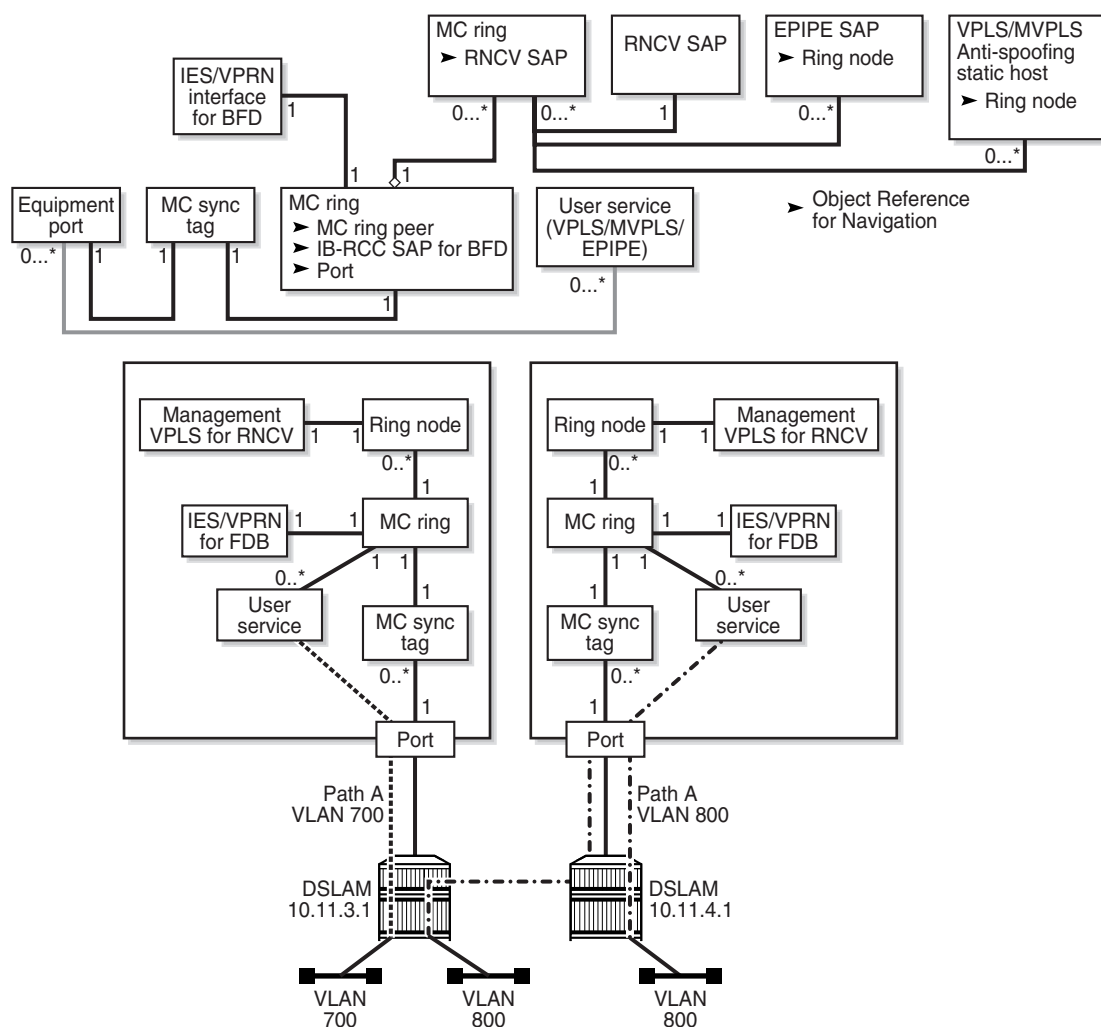 MC ring
➤ RNCV SAP
RNCV SAP
EPIPE SAP
➤ Ring node
VPLS/MVPLS
Anti-spoofing
static host
➤ Ring node
IES/VPRN
interface
for BFD
1
0...*
0...*
1
0...*
0...*
1
1
Equipment
port
MC sync
tag
MC ring
➤ MC ring peer
➤ IB-RCC SAP for BFD
➤ Port
User service
(VPLS/MVPLS/
EPIPE)
➤ Object Reference
for Navigation
0...*
1
1
1
1
0...*
Management
VPLS for RNCV
1
1
Ring node
0..*
1
IES/VPRN
for FDB
1
1
MC ring
1
1
0..*
User
service
1
MC sync
tag
0..*
1
Port
Ring node
1
1
Management
VPLS for RNCV
0..*
1
MC ring
1
1
IES/VPRN
for FDB
1
1
0..*
1
MC sync
tag
User
service
0..*
1
Port
Path A
VLAN 700
Path A
VLAN 800
DSLAM
10.11.3.1
DSLAM
10.11.4.1
VLAN
700
VLAN
800
VLAN
800